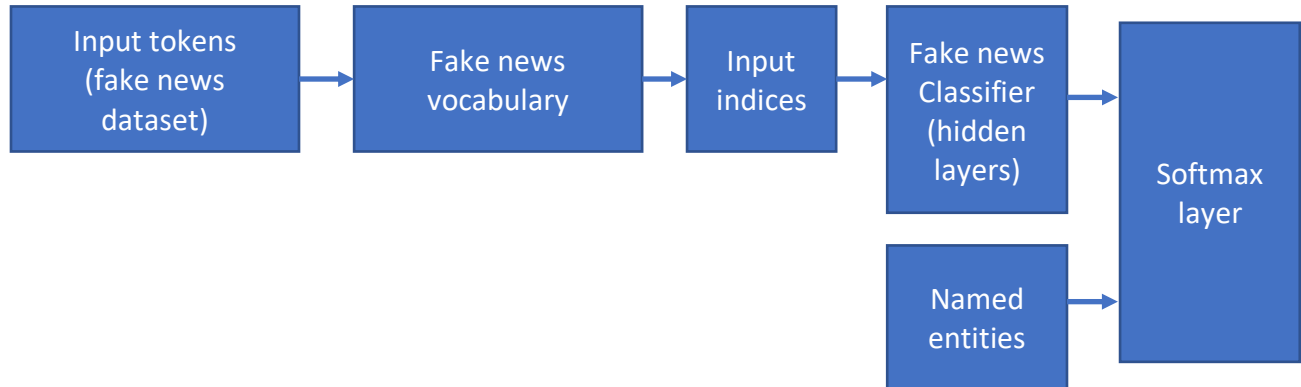 Input tokens
(fake news
dataset)
Fake news
vocabulary
Input
indices
Fake news
Classifier
(hidden
layers)
Named
entities
Softmax
layer